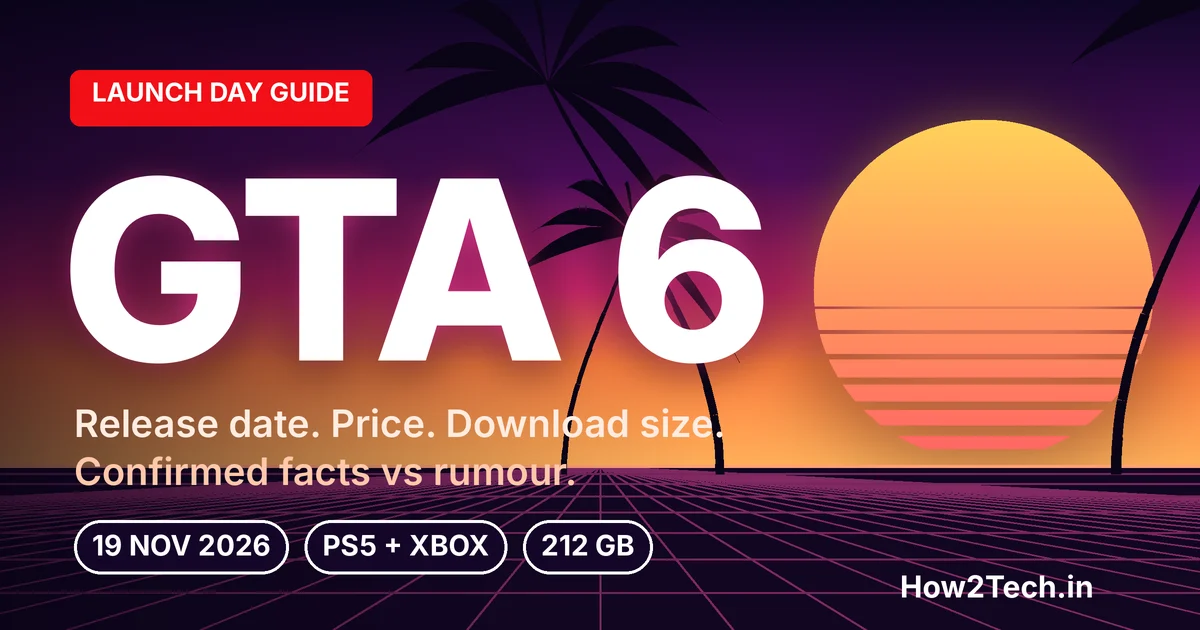 LAUNCH DAY GUIDE
GTA 6
Release date. Price. Download size.
Confirmed facts vs rumour.
19 NOV 2026 PS5 + XBOX 212 GB
How2Tech.in